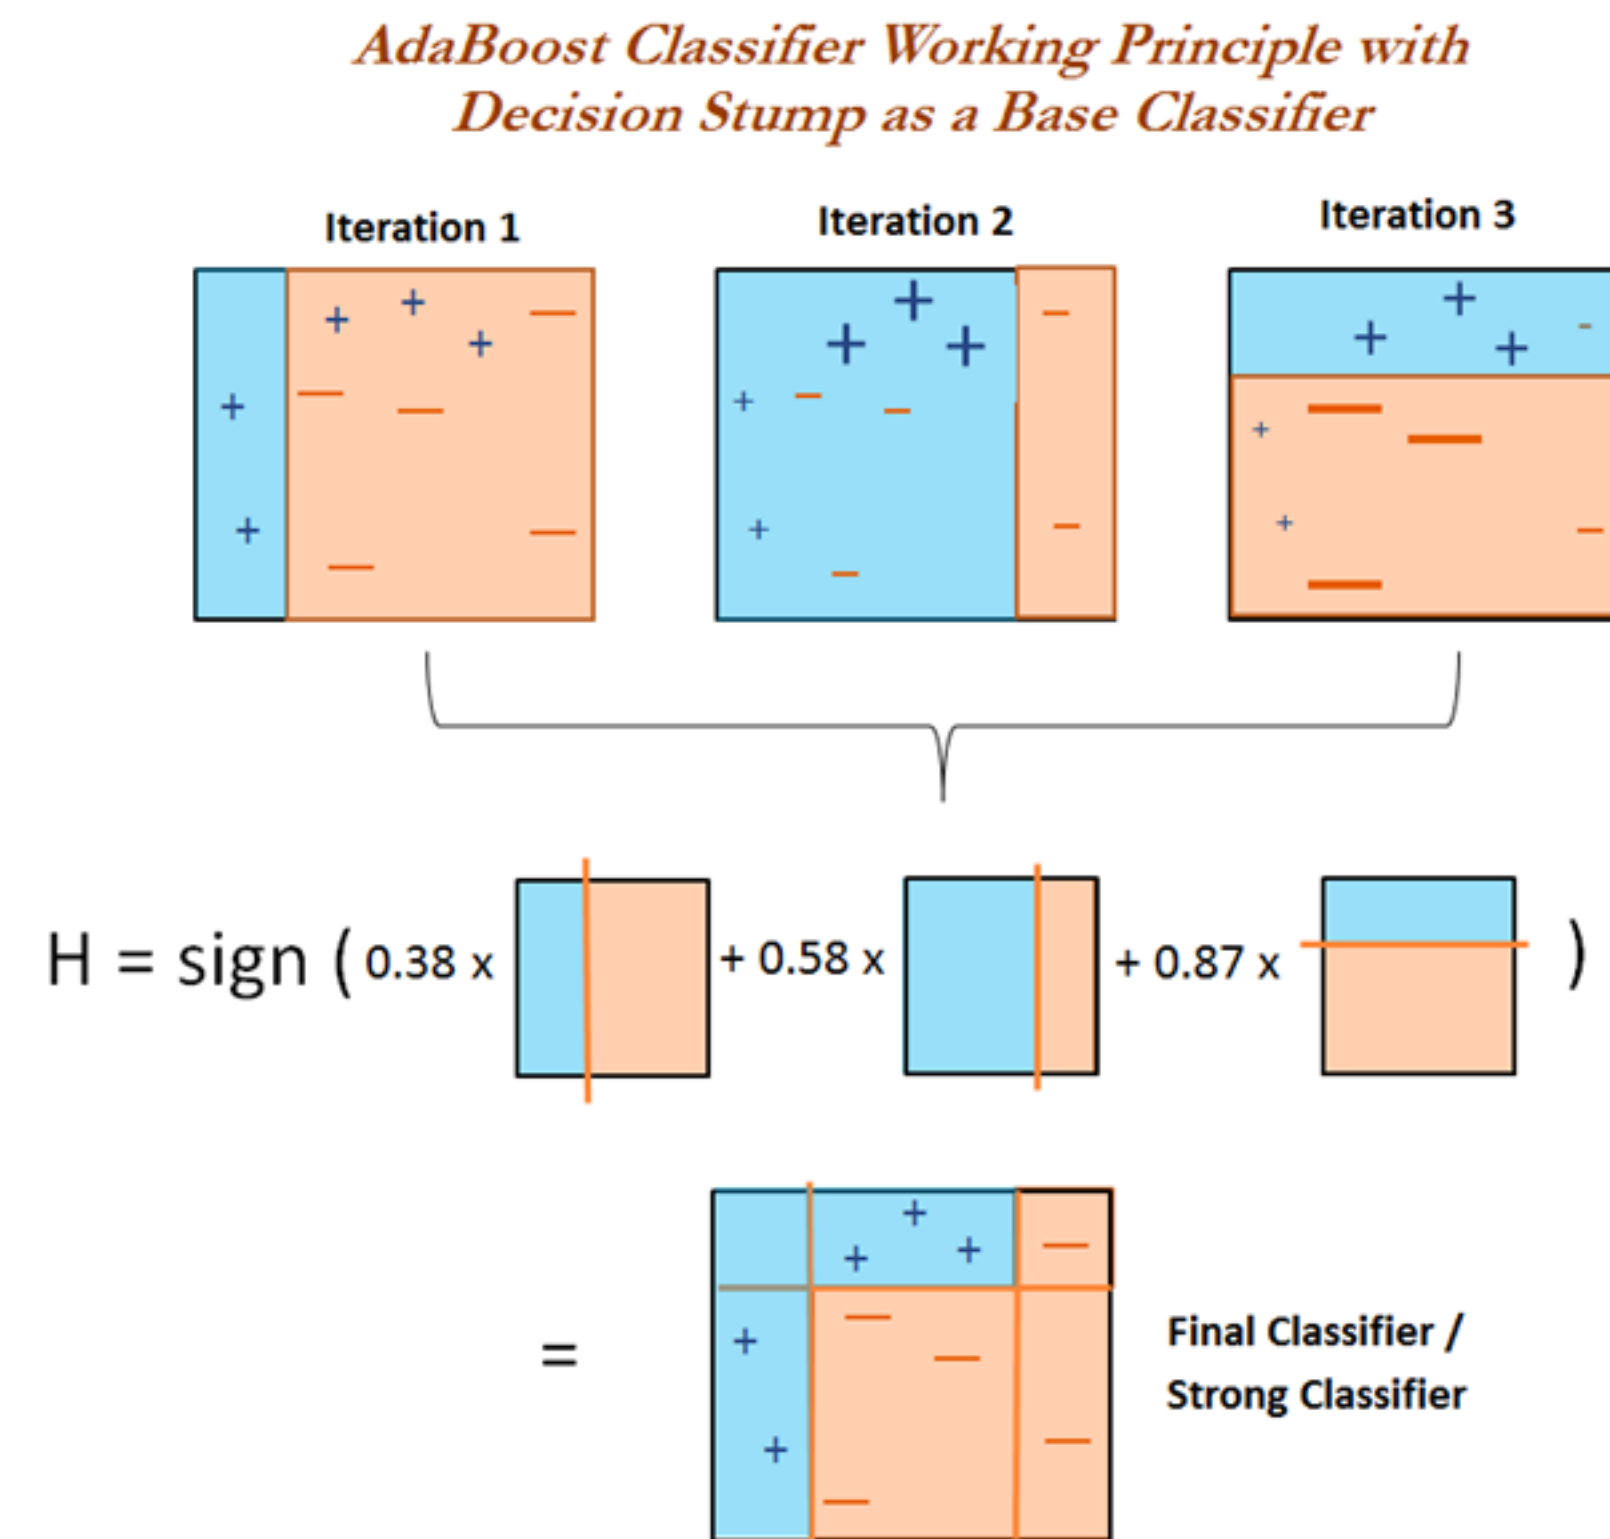 AdaBoost Classifier Working Principle with
Decision Stump as a Base Classifier
Iteration 1
Iteration 2
Iteration 3
H = sign ( 0.38 x + 0.58 x + 0.87 x )
=
Final Classifier /
Strong Classifier